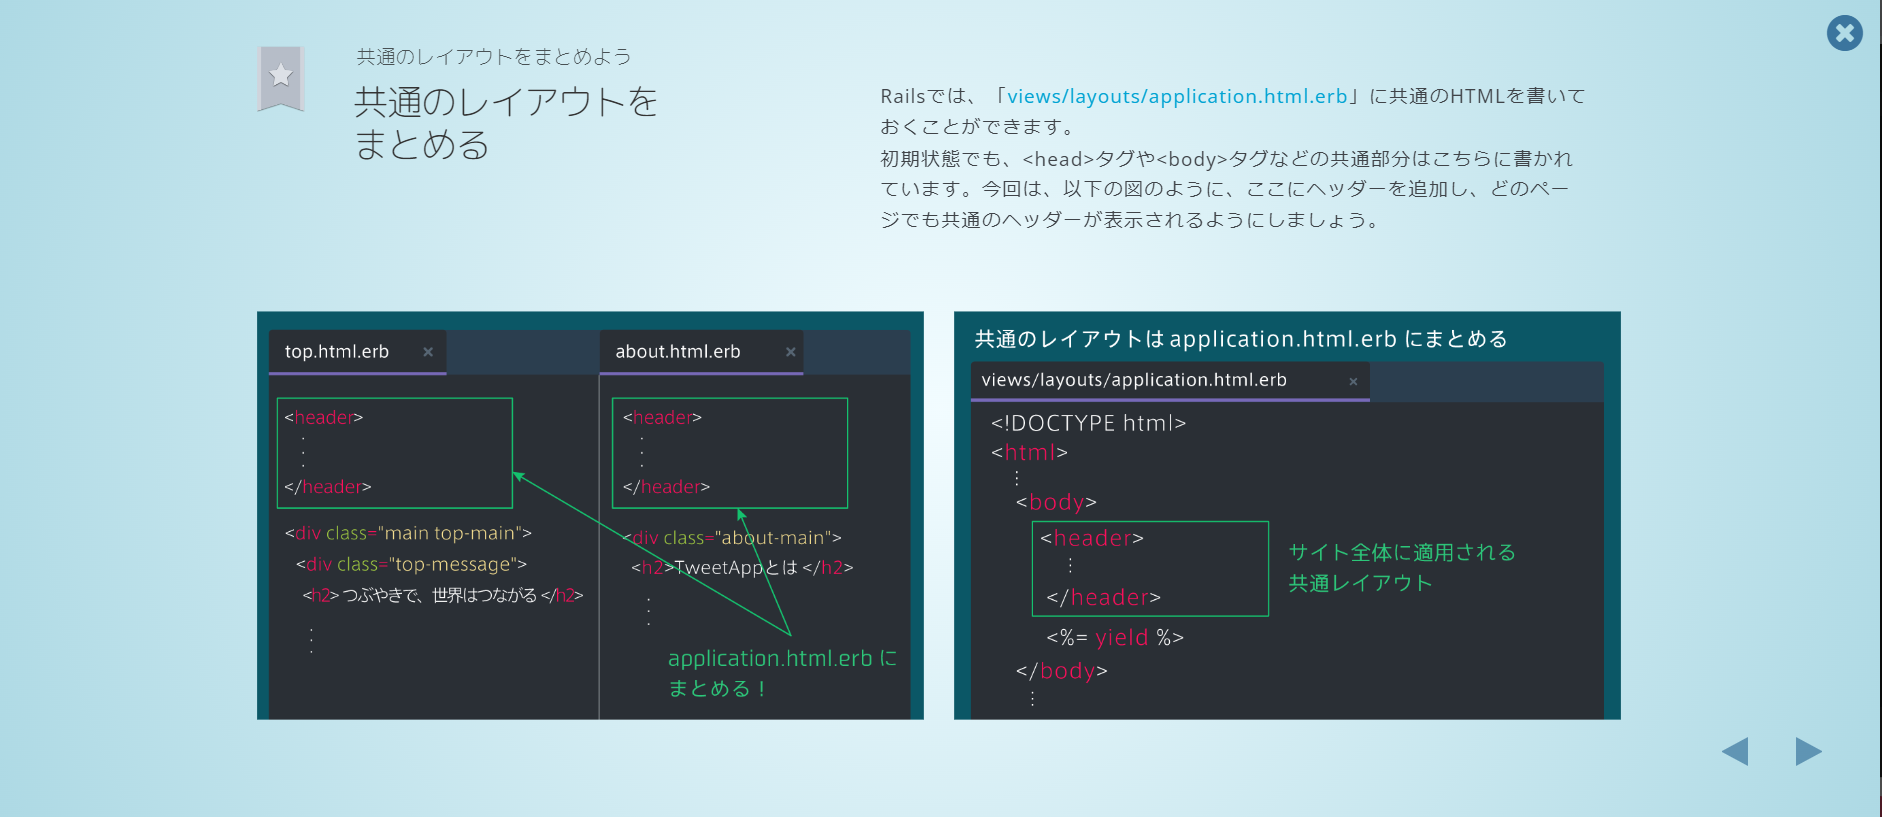 共通のレイアウトをまとめよう
共通のレイアウトを
まとめる
Railsでは、「views/layouts/application.html.erb」に共通のHTMLを書いて
おくことができます。
初期状態でも、<head>タグや<body>タグなどの共通部分はこちらに書かれ
ています。今回は、以下の図のように、ここにヘッダーを追加し、どのペー
ジでも共通のヘッダーが表示されるようにしましょう。
top.html.erb ×
<header>
.
.
.
</header>
<div class="main top-main">
<div class="top-message">
<h2> つぶやきで、世界はつながる </h2>
.
.
.
about.html.erb ×
<header>
.
.
.
</header>
<div class="about-main">
<h2>TweetAppとは </h2>
.
.
.
application.html.erb に
まとめる！
共通のレイアウトは application.html.erb にまとめる
views/layouts/application.html.erb ×
<!DOCTYPE html>
<html>
⋮
<body>
<header>
⋮
</header>
サイト全体に適用される
共通レイアウト
<%= yield %>
</body>
⋮